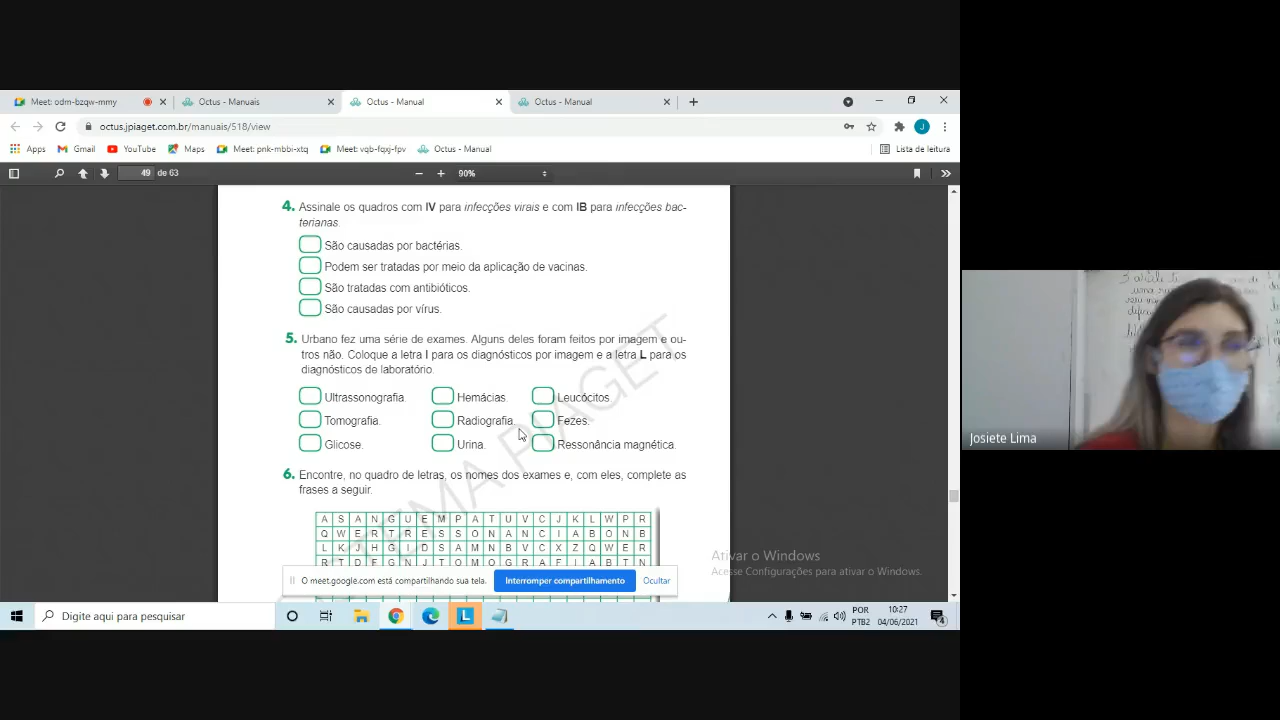 Meet: odm-bzqw-mmy
Octus - Manuais
Octus - Manual
Octus - Manual
octus.jpiaget.com.br/manuais/518/view
Apps
Gmail
YouTube
Maps
Meet: pnk-mbbi-xtq
Meet: vqb-fqxj-fpv
Octus - Manual
Lista de leitura
49 de 63
90%
4. Assinale os quadros com IV para infecções virais e com IB para infecções bac-
terianas.
São causadas por bactérias.
Podem ser tratadas por meio da aplicação de vacinas.
São tratadas com antibióticos.
São causadas por vírus.
5. Urbano fez uma série de exames. Alguns deles foram feitos por imagem e ou-
tros não. Coloque a letra I para os diagnósticos por imagem e a letra L para os
diagnósticos de laboratório.
Ultrassonografia. Hemácias. Leucócitos.
Tomografia. Radiografia. Fezes.
Glicose. Urina. Ressonância magnética.
6. Encontre, no quadro de letras, os nomes dos exames e, com eles, complete as
frases a seguir.
A S A N G U E M P A T U V C J K L W P R
Q W E R T R E S S O N A N C I A B O N B
L K J H G I D S A M N B V C X Z Q W E R
R T D F G N J T O M O G R A F I A B T N
TEMA PIAGET
O meet.google.com está compartilhando sua tela.
Interromper compartilhamento
Ocultar
Ativar o Windows
Acesse Configurações para ativar o Windows.
Digite aqui para pesquisar
L
POR
PTB2
10:27
04/06/2021
4
J
Josiete Lima